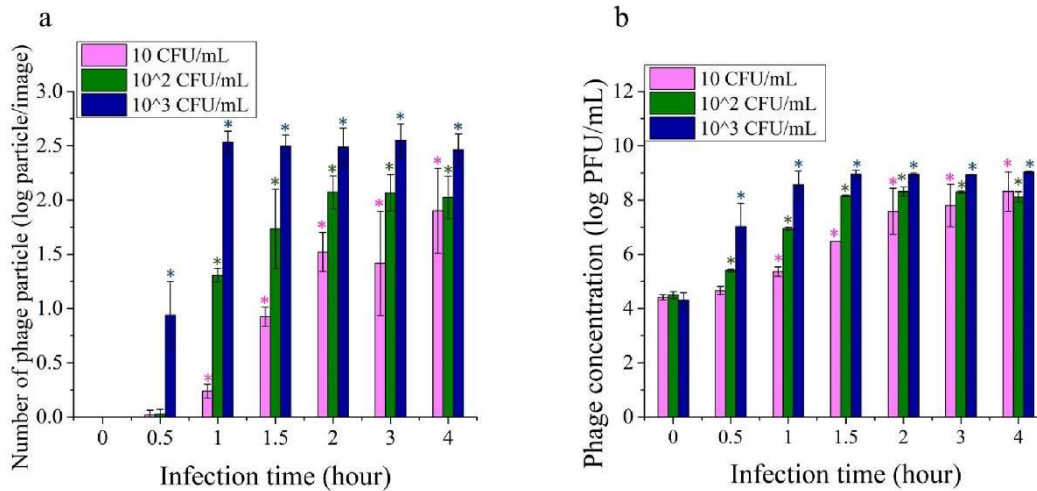 a
10 CFU/mL
10^2 CFU/mL
10^3 CFU/mL
Number of phage particle (log particle/image)
3.0
2.5
2.0
1.5
1.0
0.5
0.0
* * * * * * * * * * * * * * * *
0 0.5 1 1.5 2 3 4
Infection time (hour)
b
10 CFU/mL
10^2 CFU/mL
10^3 CFU/mL
Phage concentration (log PFU/mL)
12
10
8
6
4
2
0
* * * * * * * * * * * * * * * * *
0 0.5 1 1.5 2 3 4
Infection time (hour)